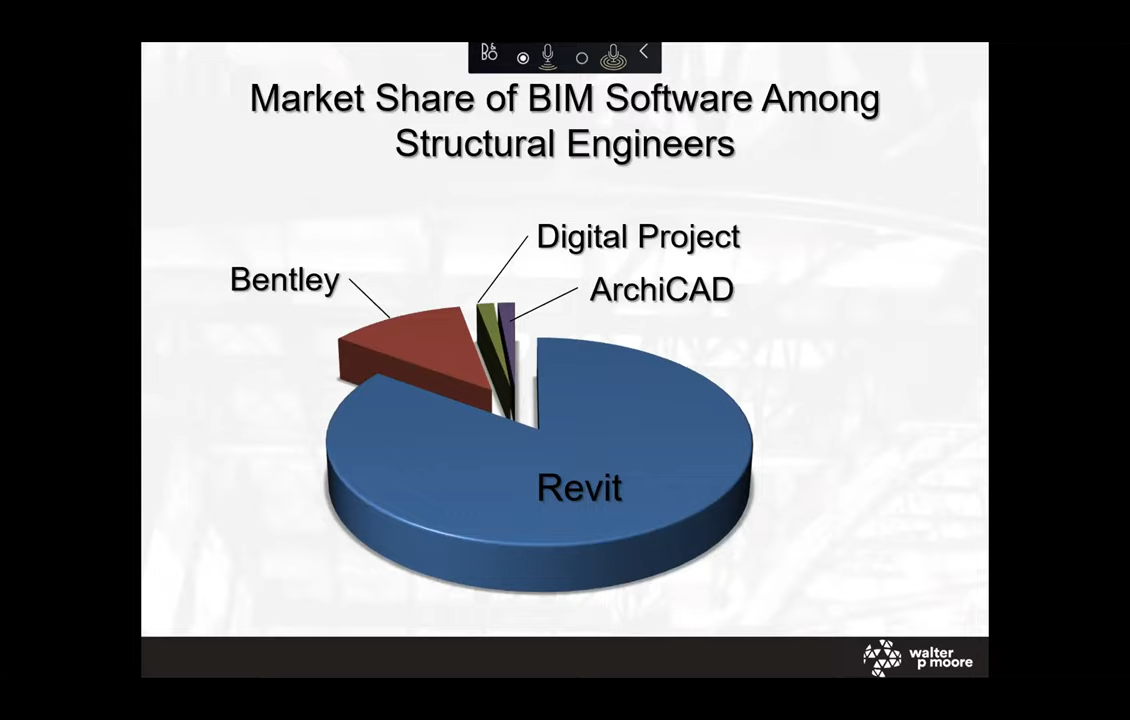 B&O
Market Share of BIM Software Among
Structural Engineers
Digital Project
Bentley
ArchiCAD
Revit
walter
p moore